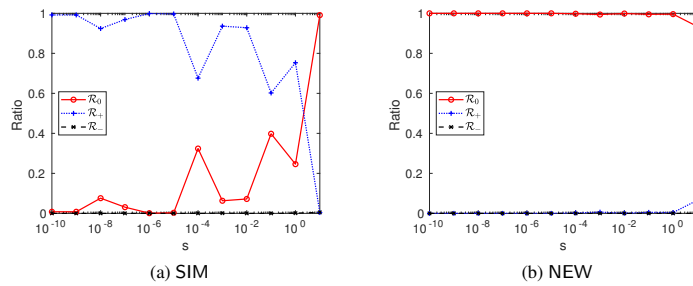 1
0.8
0.6
0.4
0.2
0
Ratio
R₀
R₊
R₋
10⁻¹⁰ 10⁻⁸ 10⁻⁶ 10⁻⁴ 10⁻² 10⁰
s
(a) SIM
1
0.8
0.6
0.4
0.2
0
Ratio
R₀
R₊
R₋
10⁻¹⁰ 10⁻⁸ 10⁻⁶ 10⁻⁴ 10⁻² 10⁰
s
(b) NEW